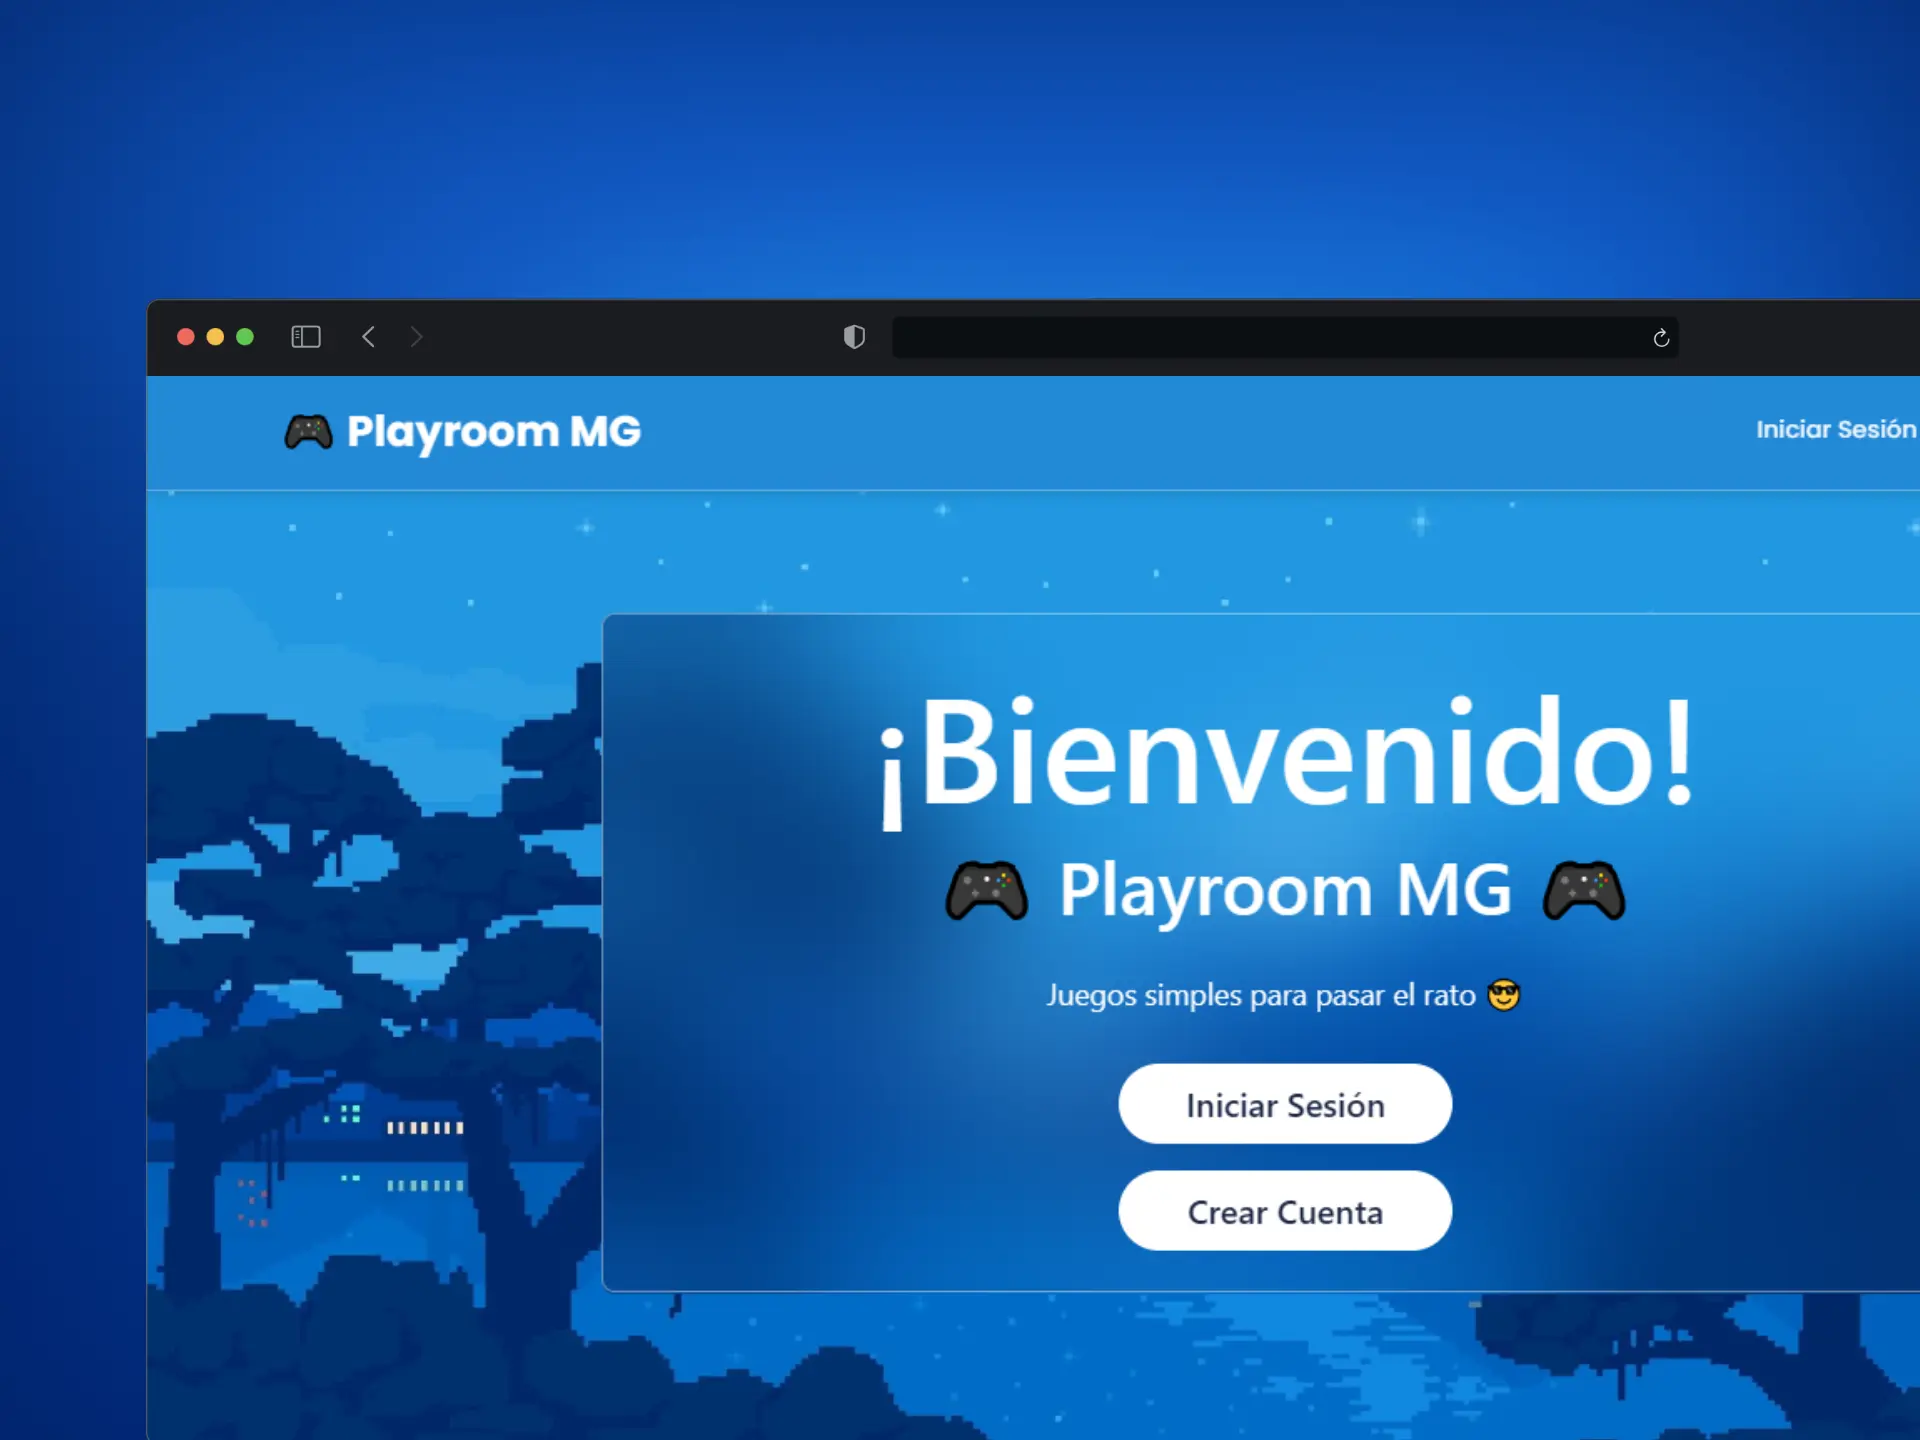 🎮 Playroom MG
Iniciar Sesión
¡Bienvenido!
🎮 Playroom MG 🎮
Juegos simples para pasar el rato 😎
Iniciar Sesión
Crear Cuenta